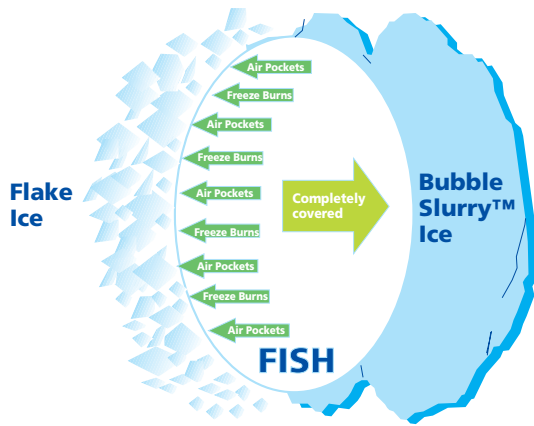 Air Pockets
Freeze Burns
Air Pockets
Freeze Burns
Air Pockets
Freeze Burns
Air Pockets
Freeze Burns
Air Pockets
Flake
Ice
Completely
covered
Bubble
Slurry™
Ice
FISH